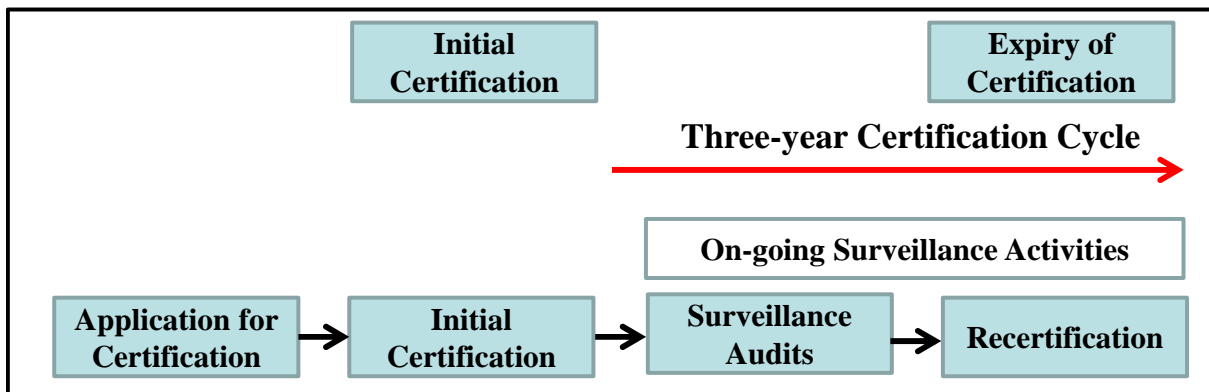 Initial
Certification
Expiry of
Certification
Three-year Certification Cycle
On-going Surveillance Activities
Application for
Certification
Initial
Certification
Surveillance
Audits
Recertification